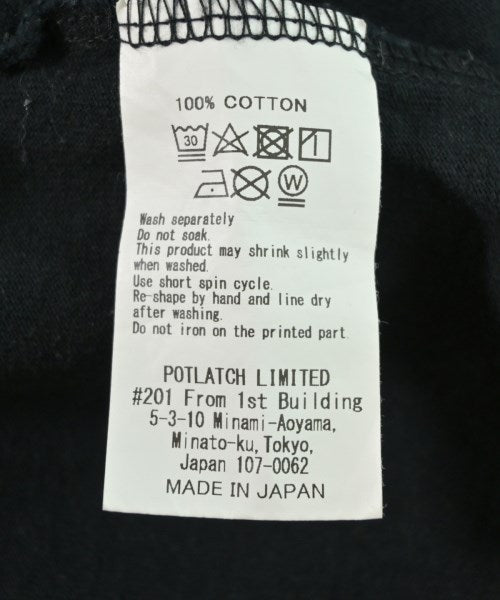 100% COTTON
30
W
Wash separately
Do not soak.
This product may shrink slightly
when washed.
Use short spin cycle.
Re-shape by hand and line dry
after washing.
Do not iron on the printed part.
POTLATCH LIMITED
#201 From 1st Building
5-3-10 Minami-Aoyama,
Minato-ku,Tokyo,
Japan 107-0062
MADE IN JAPAN